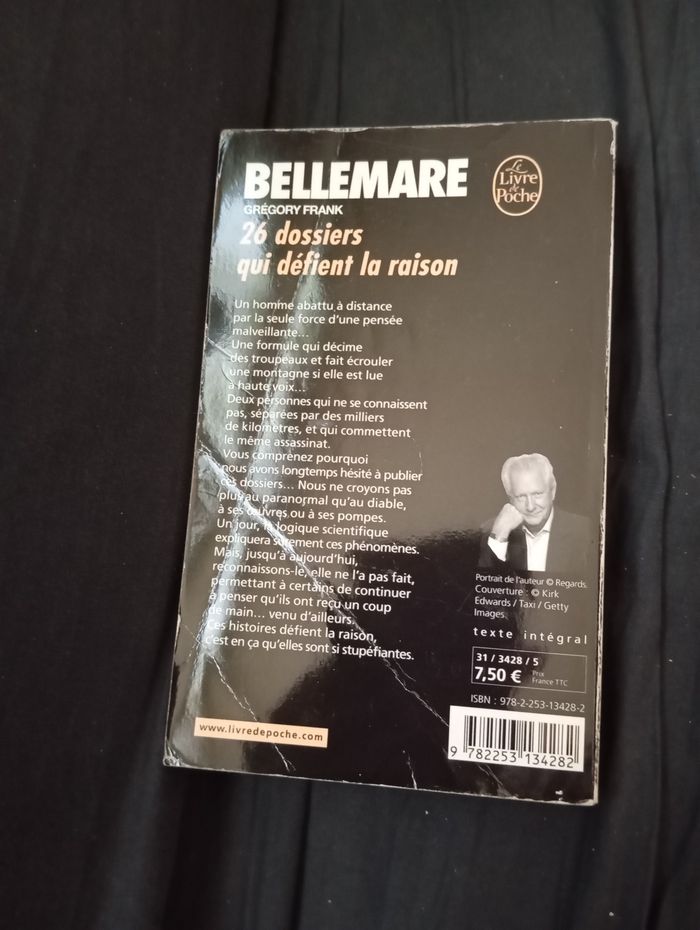 BELLEMARE
GRÉGORY FRANK
26 dossiers
qui défient la raison
Le
Livre
de
Poche
Un homme abattu à distance
par la seule force d'une pensée
malveillante...
Une formule qui décime
des troupeaux et fait écrouler
une montagne si elle est lue
à haute voix...
Deux personnes qui ne se connaissent
pas, séparées par des milliers
de kilomètres, et qui commettent
le même assassinat.
Vous comprenez pourquoi
nous avons longtemps hésité à publier
ces dossiers... Nous ne croyons pas
plus au paranormal qu'au diable,
à ses œuvres ou à ses pompes.
Un jour, la logique scientifique
expliquera sûrement ces phénomènes.
Mais, jusqu'à aujourd'hui,
reconnaissons-le, elle ne l'a pas fait,
permettant à certains de continuer
à penser qu'ils ont reçu un coup
de main... venu d'ailleurs.
Ces histoires défient la raison,
c'est en ça qu'elles sont si stupéfiantes.
Portrait de l'auteur © Regards.
Couverture : © Kirk
Edwards / Taxi / Getty
Images.
texte intégral
31 / 3428 / 5
7,50 € Prix
France TTC
ISBN : 978-2-253-13428-2
9 782253 134282
www.livredepoche.com